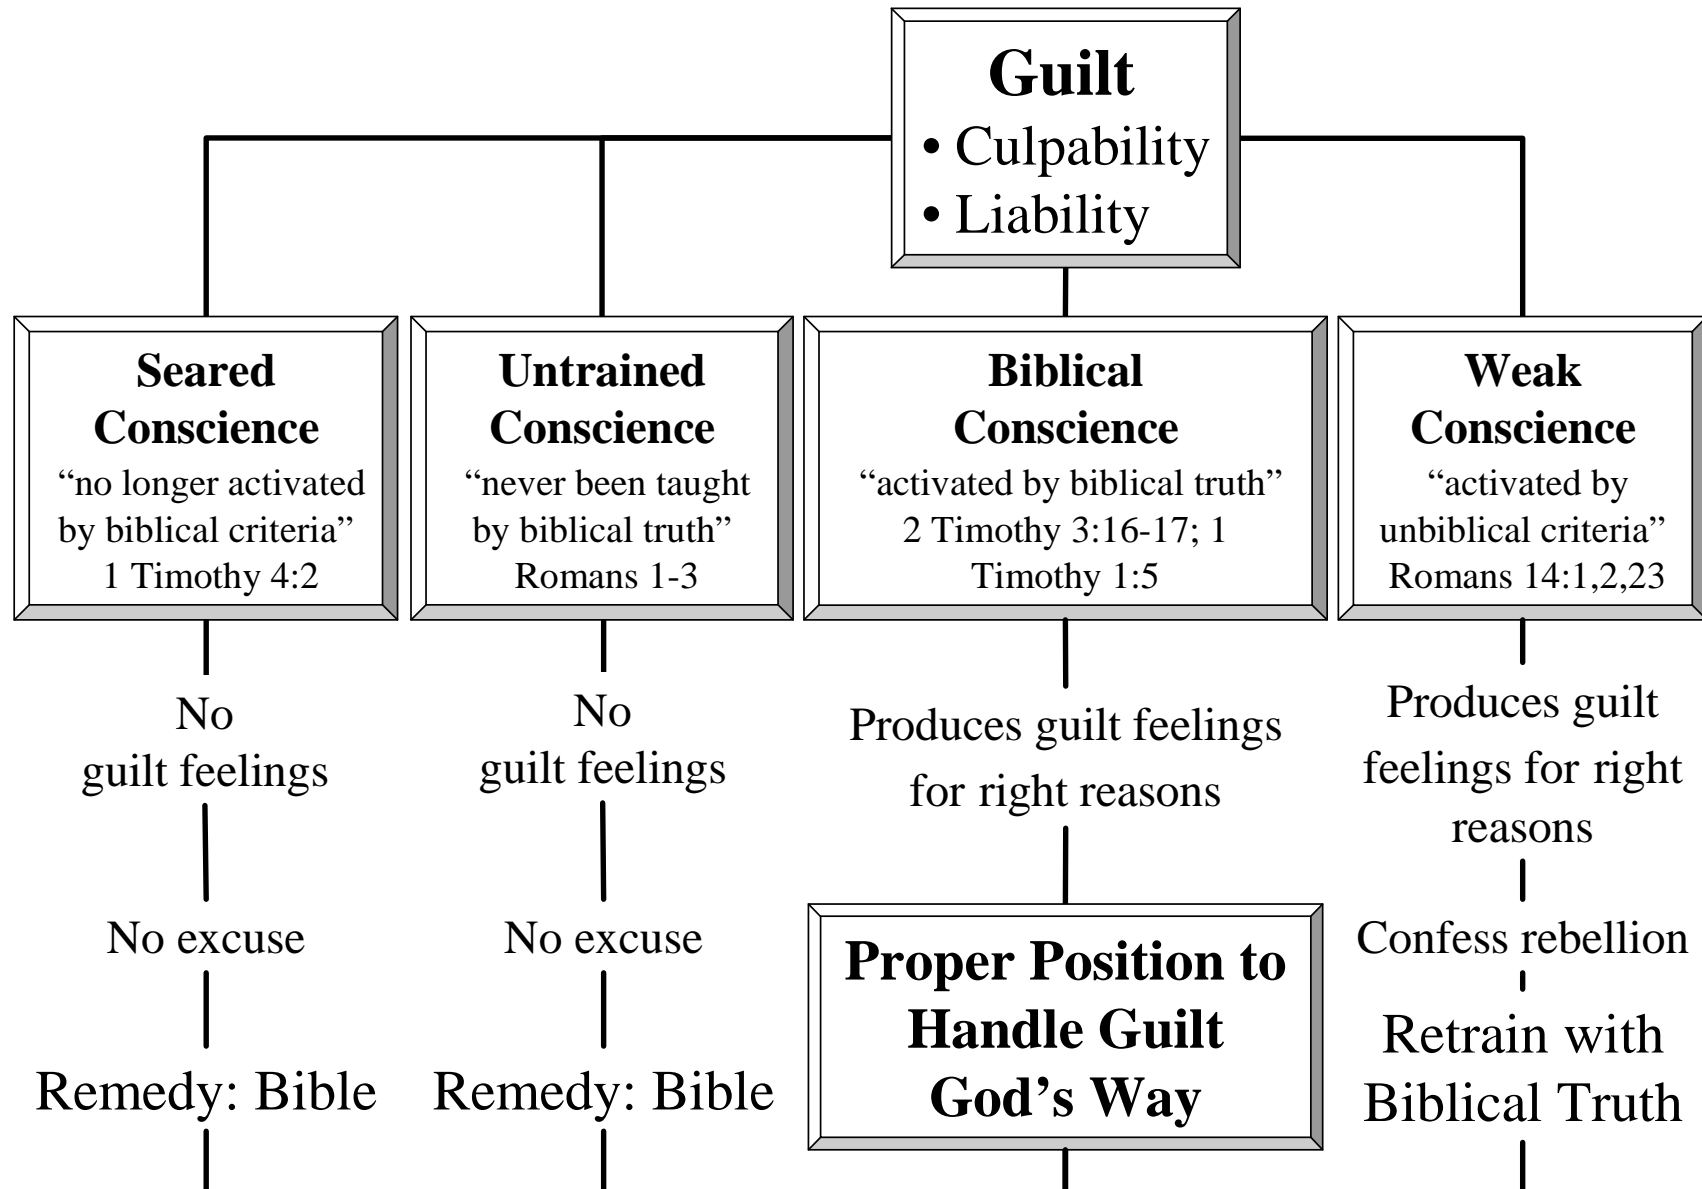 Guilt
• Culpability
• Liability
Seared
Conscience
“no longer activated
by biblical criteria”
1 Timothy 4:2
Untrained
Conscience
“never been taught
by biblical truth”
Romans 1-3
Biblical
Conscience
“activated by biblical truth”
2 Timothy 3:16-17; 1
Timothy 1:5
Weak
Conscience
“activated by
unbiblical criteria”
Romans 14:1,2,23
No
guilt feelings
No excuse
Remedy: Bible
No
guilt feelings
No excuse
Remedy: Bible
Produces guilt feelings
for right reasons
Proper Position to
Handle Guilt
God’s Way
Produces guilt
feelings for right
reasons
Confess rebellion
Retrain with
Biblical Truth